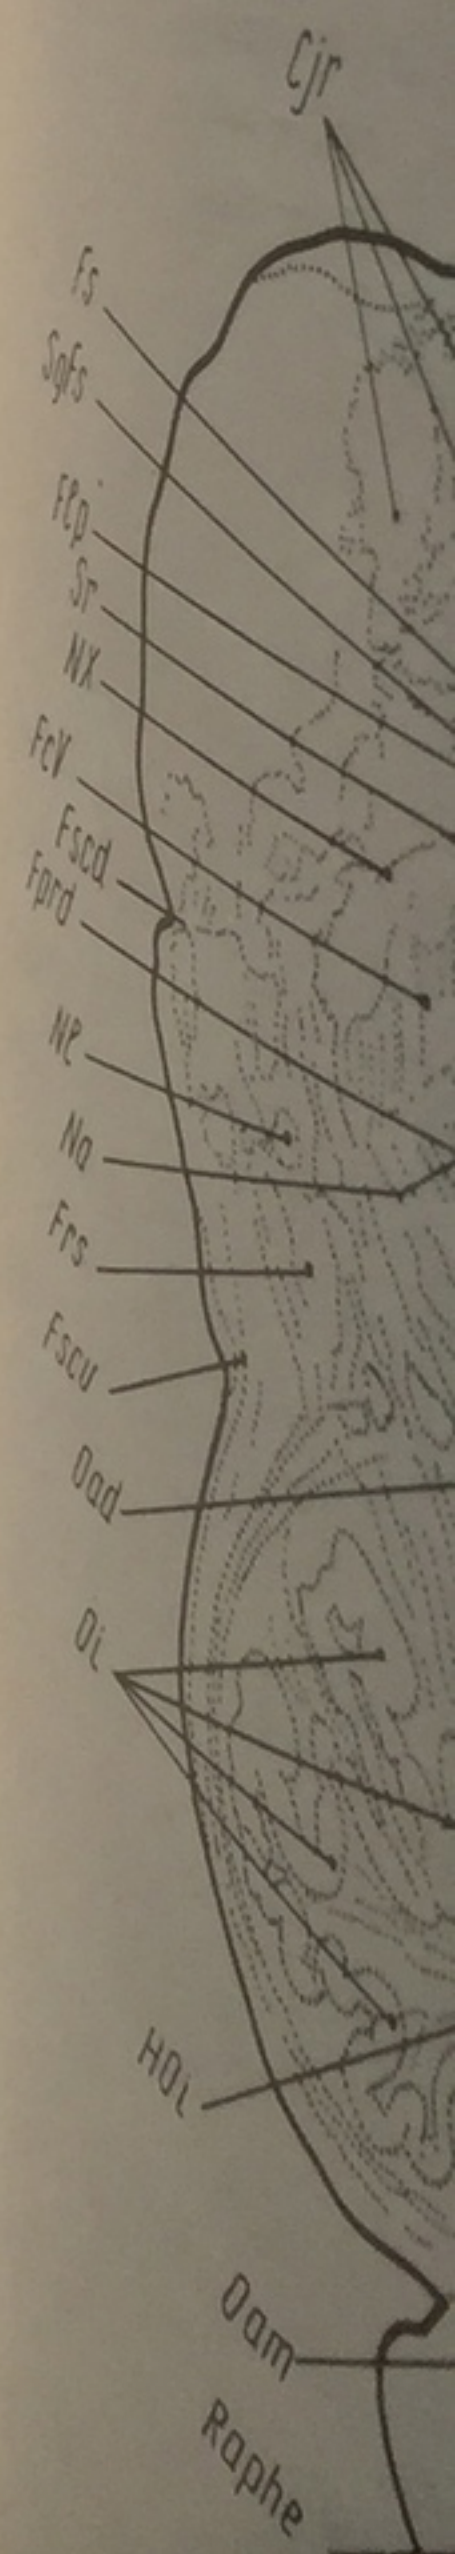 Cjr
Fs
Sgfs
Flp
Sr
NX
FcV
Fscd
Fprd
Nl
Na
Frs
Fscv
Oad
Oi
HOi
Oam
Raphe